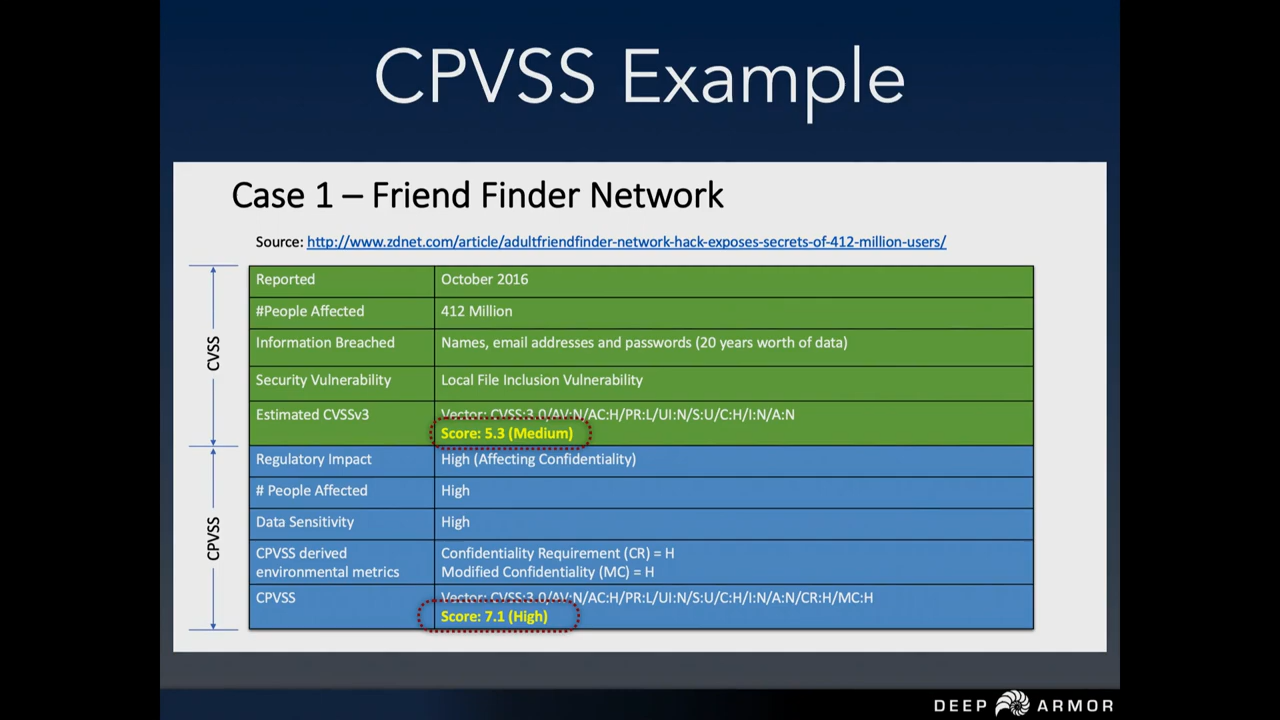 CPVSS Example
Case 1 – Friend Finder Network
Source: http://www.zdnet.com/article/adultfriendfinder-network-hack-exposes-secrets-of-412-million-users/
CVSS
Reported October 2016
#People Affected 412 Million
Information Breached Names, email addresses and passwords (20 years worth of data)
Security Vulnerability Local File Inclusion Vulnerability
Estimated CVSSv3 Vector: CVSS:3.0/AV:N/AC:H/PR:L/UI:N/S:U/C:H/I:N/A:N
Score: 5.3 (Medium)
CPVSS
Regulatory Impact High (Affecting Confidentiality)
# People Affected High
Data Sensitivity High
CPVSS derived Confidentiality Requirement (CR) = H
environmental metrics Modified Confidentiality (MC) = H
CPVSS Vector: CVSS:3.0/AV:N/AC:H/PR:L/UI:N/S:U/C:H/I:N/A:N/CR:H/MC:H
Score: 7.1 (High)
DEEP ARMOR